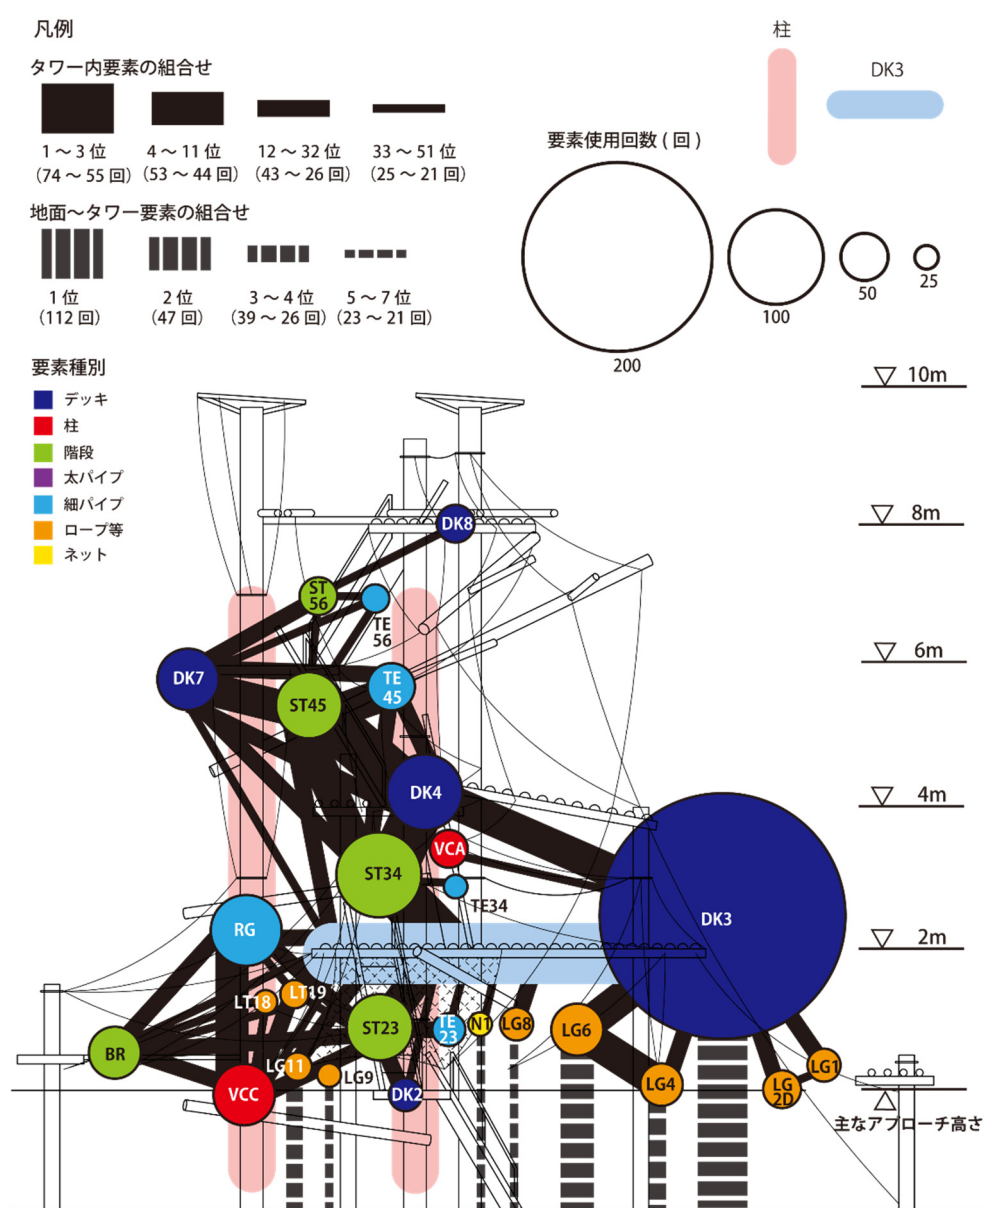 凡例
タワー内要素の組合せ
1～3位
（74～55回）
4～11位
（53～44回）
12～32位
（43～26回）
33～51位
（25～21回）
地面～タワー要素の組合せ
1位
（112回）
2位
（47回）
3～4位
（39～26回）
5～7位
（23～21回）
柱
DK3
要素使用回数(回)
200
100
50
25
要素種別
デッキ
柱
階段
太パイプ
細パイプ
ロープ等
ネット
10m
8m
6m
4m
2m
主なアプローチ高さ
DK8
ST
56
TE
56
DK7
ST45
TE
45
DK4
VCA
ST34
TE34
DK3
RG
LT18
LT19
ST23
TE
23
N1
LG8
LG6
BR
LG11
LG9
VCC
DK2
LG4
LG
2D
LG1